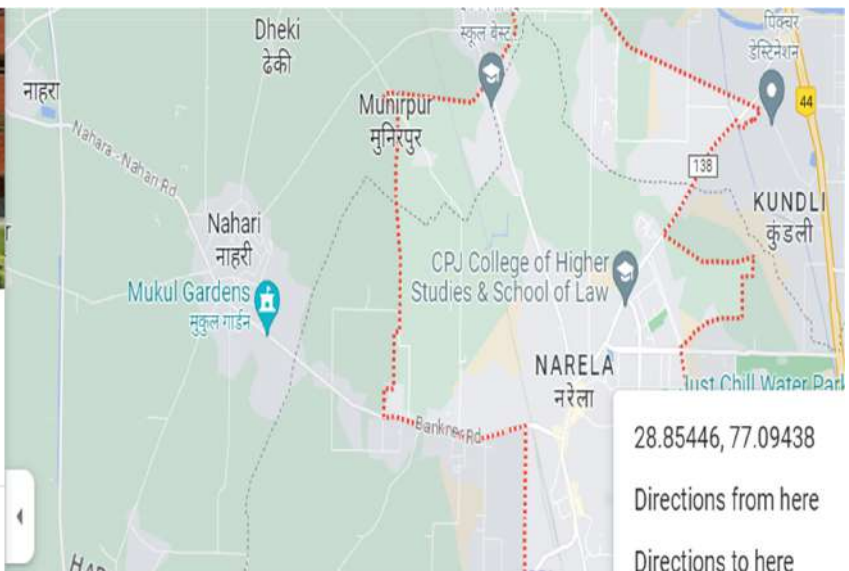 Dheki
ढेकी
स्कूल बेस्ट
पिक्चर
डेस्टिनेशन
नाहरा
Munirpur
मुनिरपुर
44
Nahara - Nahari Rd
138
KUNDLI
कुंडली
Nahari
नाहरी
CPJ College of Higher
Studies & School of Law
Mukul Gardens
मुकुल गार्डन
NARELA
नरेला
Just Chill Water Park
Bankner Rd
28.85446, 77.09438
Directions from here
Directions to here